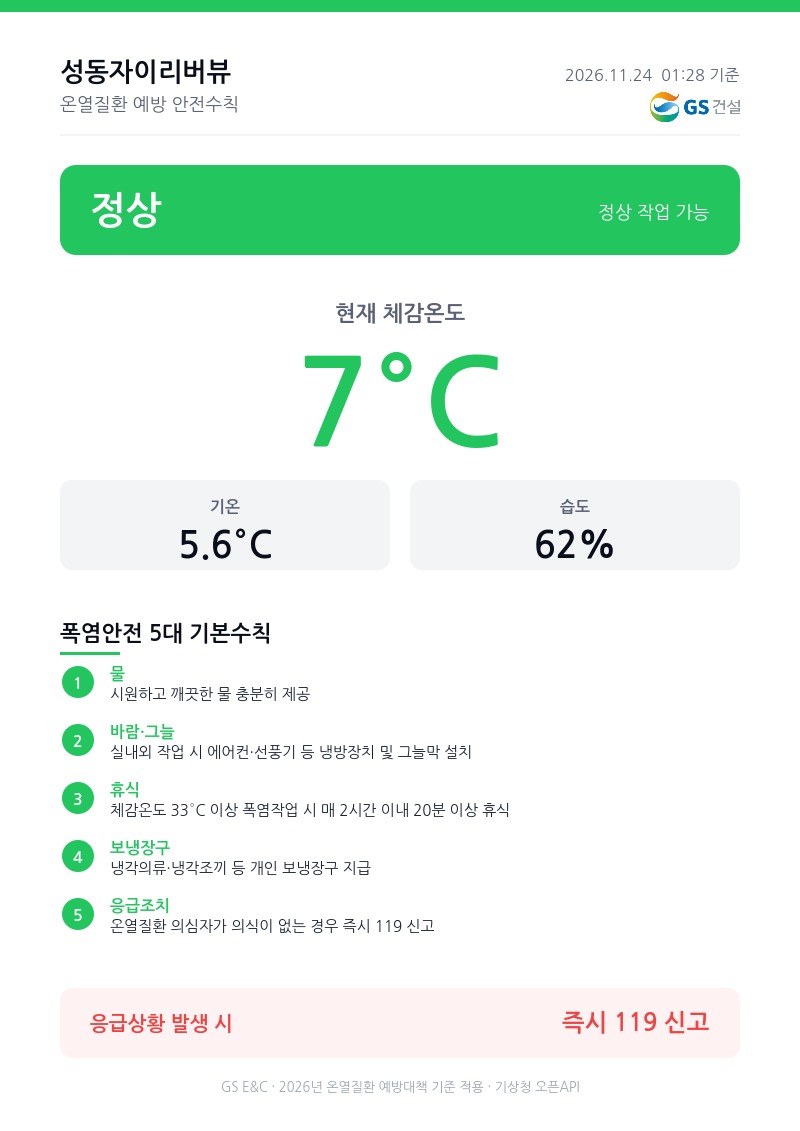 성동자이리버뷰
온열질환 예방 안전수칙
2026.11.24 01:28 기준
GS건설
정상
정상 작업 가능
현재 체감온도
7°C
기온
5.6°C
습도
62%
폭염안전 5대 기본수칙
1
물
시원하고 깨끗한 물 충분히 제공
2
바람·그늘
실내외 작업 시 에어컨·선풍기 등 냉방장치 및 그늘막 설치
3
휴식
체감온도 33°C 이상 폭염작업 시 매 2시간 이내 20분 이상 휴식
4
보냉장구
냉각의류·냉각조끼 등 개인 보냉장구 지급
5
응급조치
온열질환 의심자가 의식이 없는 경우 즉시 119 신고
응급상황 발생 시
즉시 119 신고
GS E&C · 2026년 온열질환 예방대책 기준 적용 · 기상청 오픈API